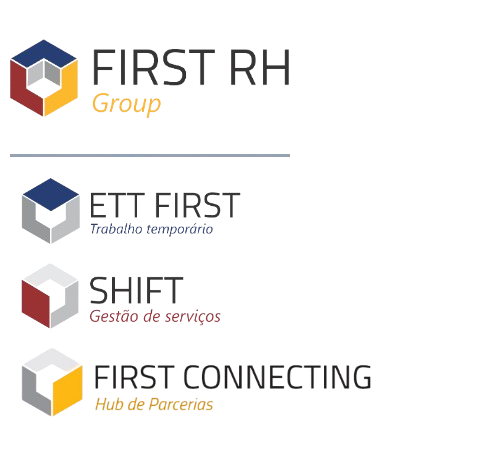 FIRST RH
Group
ETT FIRST
Trabalho temporário
SHIFT
Gestão de serviços
FIRST CONNECTING
Hub de Parcerias